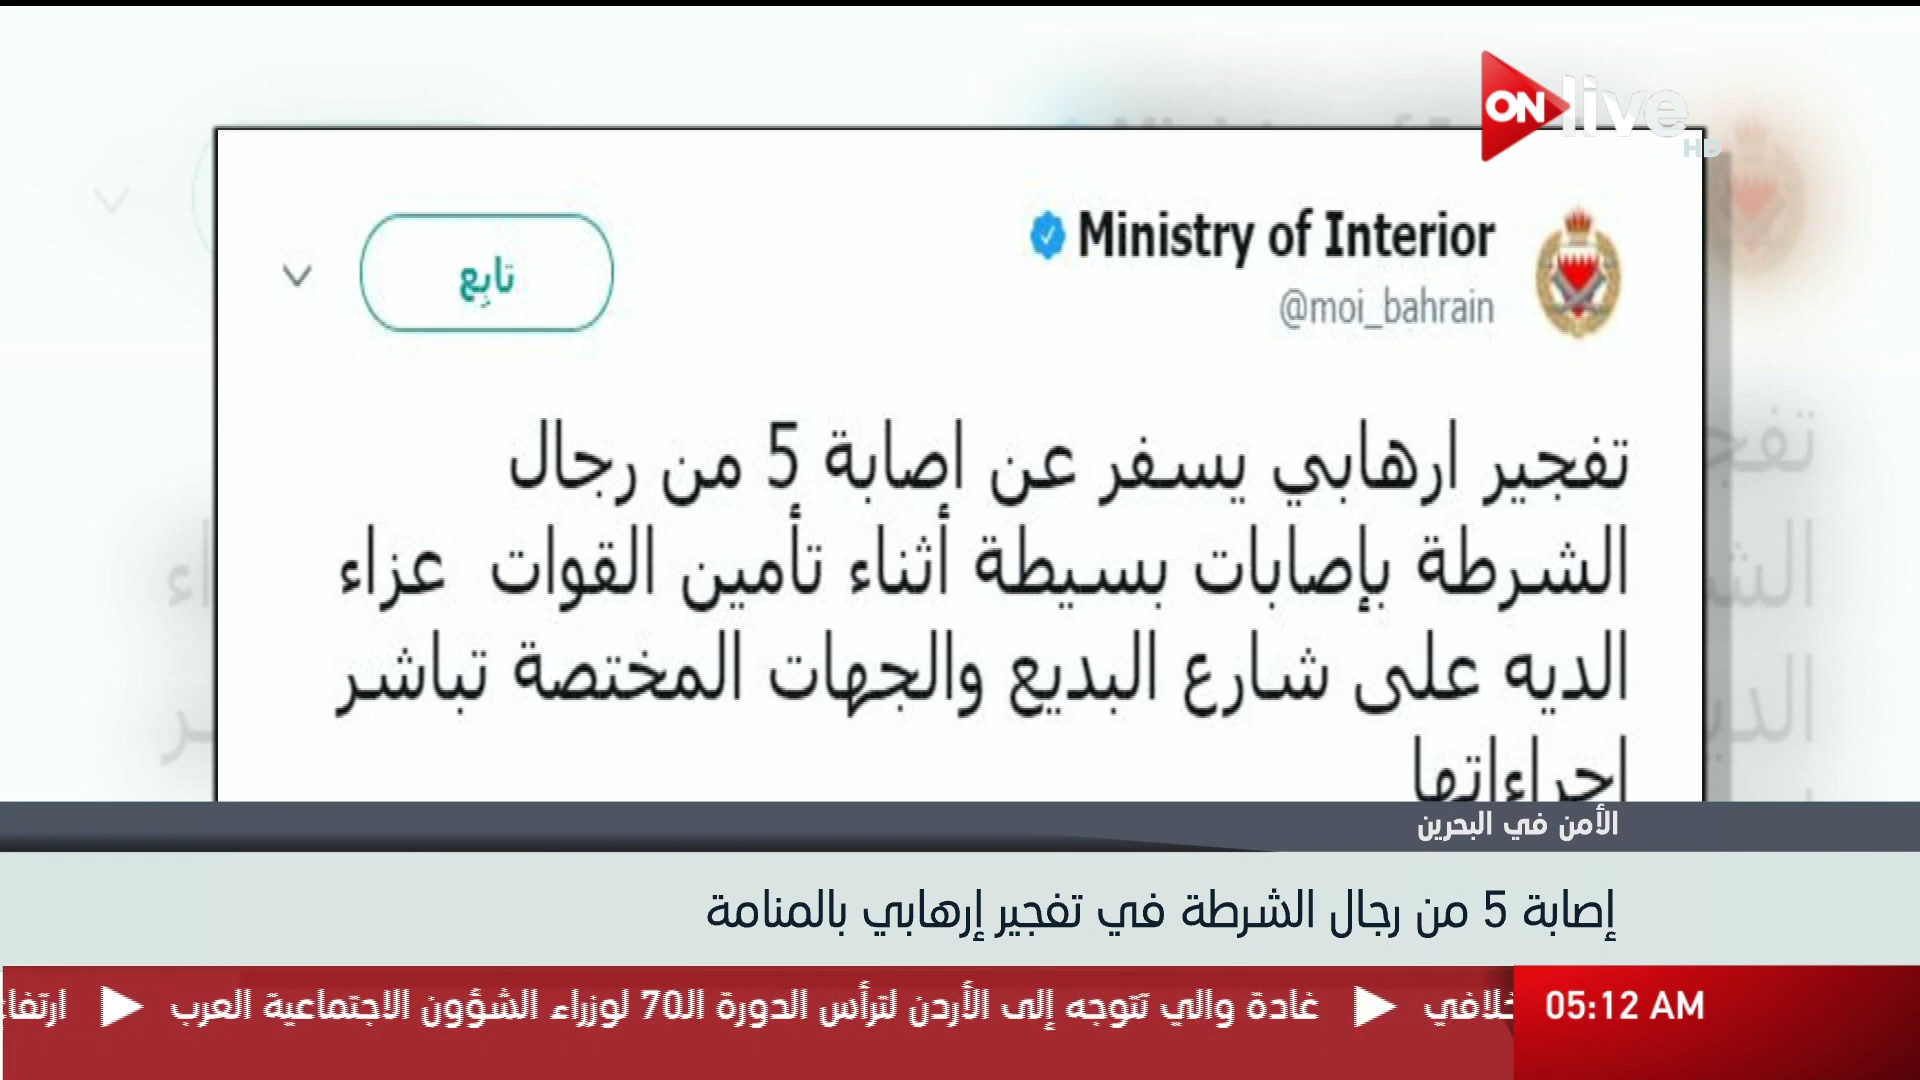 ON live
HD
Ministry of Interior
@moi_bahrain
تابِع
تفجير ارهابي يسفر عن اصابة 5 من رجال
الشرطة بإصابات بسيطة أثناء تأمين القوات عزاء
الديه على شارع البديع والجهات المختصة تباشر
اجراءاتها
الأمن في البحرين
إصابة 5 من رجال الشرطة في تفجير إرهابي بالمنامة
غادة والي تتوجه إلى الأردن لترأس الدورة الـ70 لوزراء الشؤون الاجتماعية العرب
05:12 AM